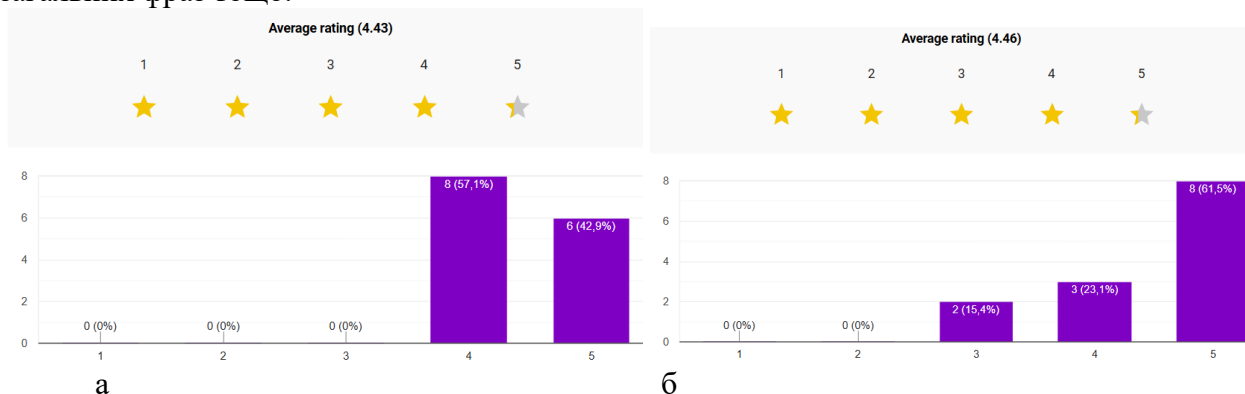 загальних фраз тощо.
Average rating (4.43)
1 2 3 4 5
8
6
4
2
0
0 (0%) 0 (0%) 0 (0%) 8 (57,1%) 6 (42,9%)
1 2 3 4 5
а
Average rating (4.46)
1 2 3 4 5
8
6
4
2
0
0 (0%) 0 (0%) 2 (15,4%) 3 (23,1%) 8 (61,5%)
1 2 3 4 5
б